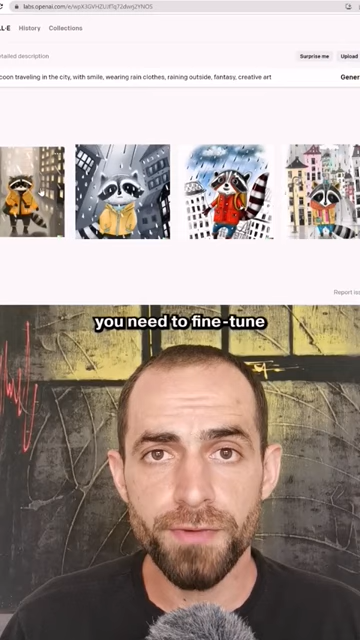 labs.openai.com/e/
LL·E History Collections
etailed description
Surprise me Upload
coon traveling in the city, with smile, wearing rain clothes, raining outside, fantasy, creative art
Gener
Report iss
you need to fine-tune